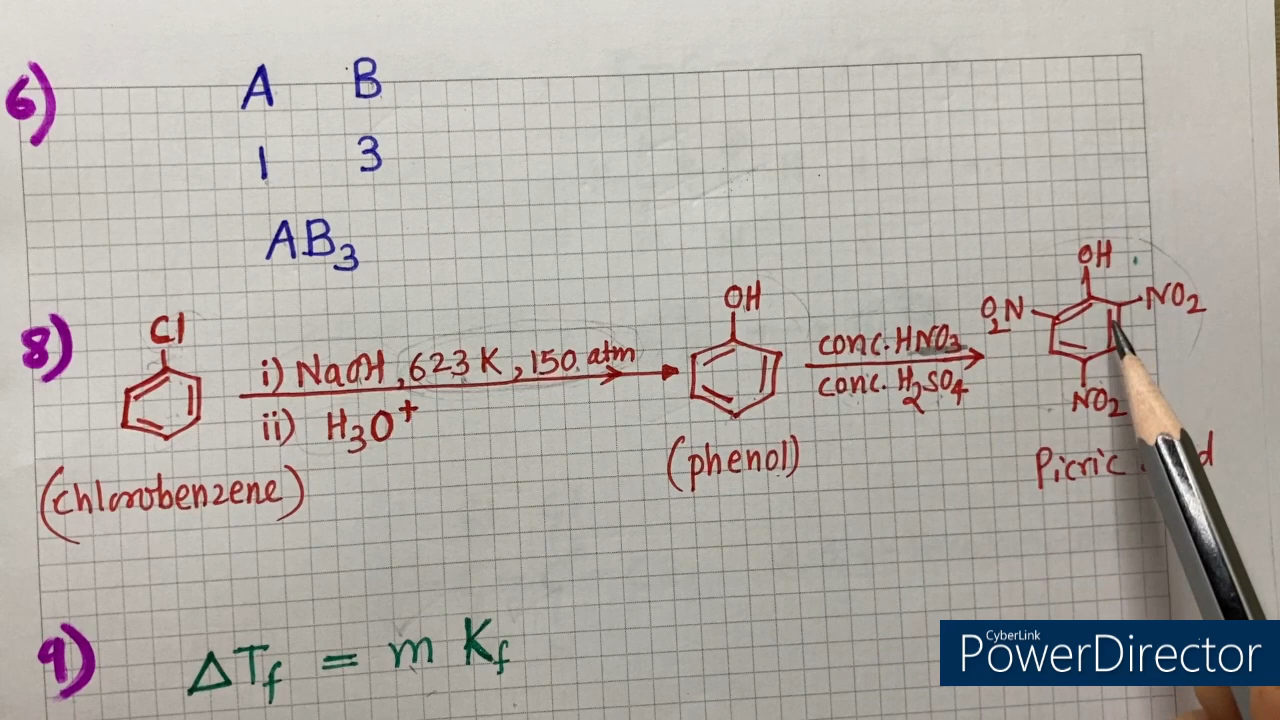 6)
A B
1 3
AB3
8)
Cl
i) NaOH, 623 K, 150 atm
ii) H3O+
(chlorobenzene)
OH
(phenol)
conc. HNO3
conc. H2SO4
OH
O2N
NO2
NO2
Picric
9) ΔTf = m Kf
CyberLink
PowerDirector